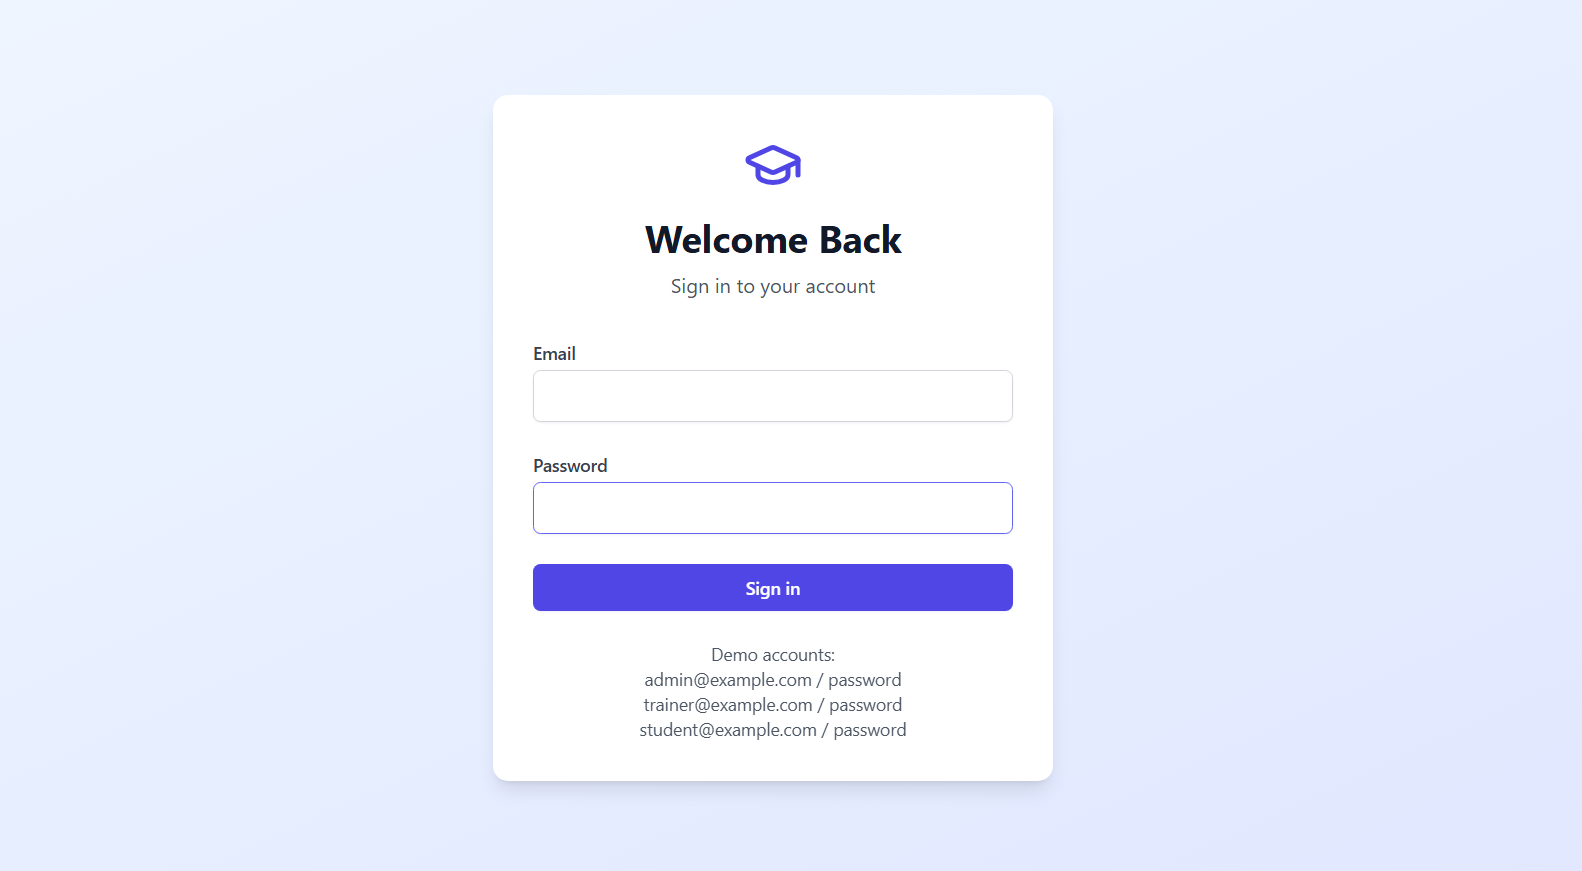 Welcome Back
Sign in to your account
Email
Password
Sign in
Demo accounts:
admin@example.com / password
trainer@example.com / password
student@example.com / password